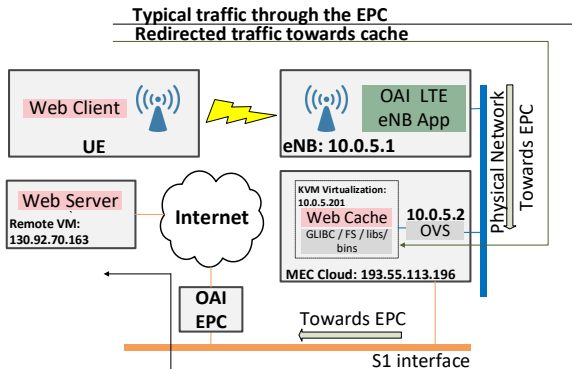 Typical traffic through the EPC
Redirected traffic towards cache
Web Client
UE
OAI LTE
eNB App
eNB: 10.0.5.1
Physical Network
Towards EPC
Web Server
Remote VM:
130.92.70.163
Internet
KVM Virtualization:
10.0.5.201
Web Cache
GLIBC / FS / libs/
bins
10.0.5.2
OVS
MEC Cloud: 193.55.113.196
OAI
EPC
Towards EPC
S1 interface